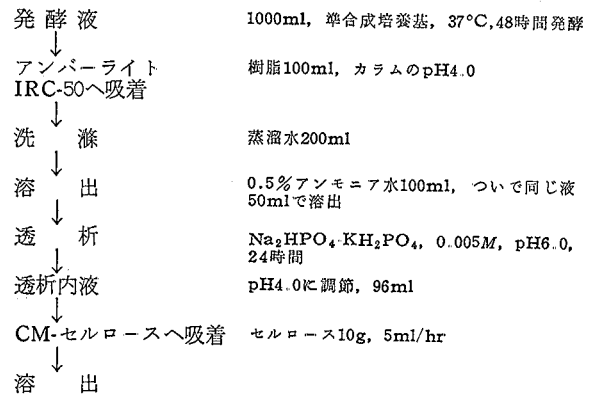 発酵液 1000ml, 準合成培養基, 37°C, 48時間発酵
↓
アンバーライト 樹脂100ml, カラムのpH4.0
IRC-50へ吸着
↓
洗滌 蒸溜水200ml
↓
溶出 0.5%アンモニア水100ml, ついで同じ液
50mlで溶出
↓
透析 Na₂HPO₄·KH₂PO₄, 0.005M, pH6.0,
24時間
↓
透析内液 pH4.0に調節, 96ml
↓
CM-セルロースへ吸着 セルロース10g, 5ml/hr
↓
溶出